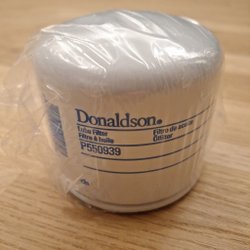 Donaldson®
Lube Filter
Filtro de aceite
Filtre à huile
Ölfilter
P550939